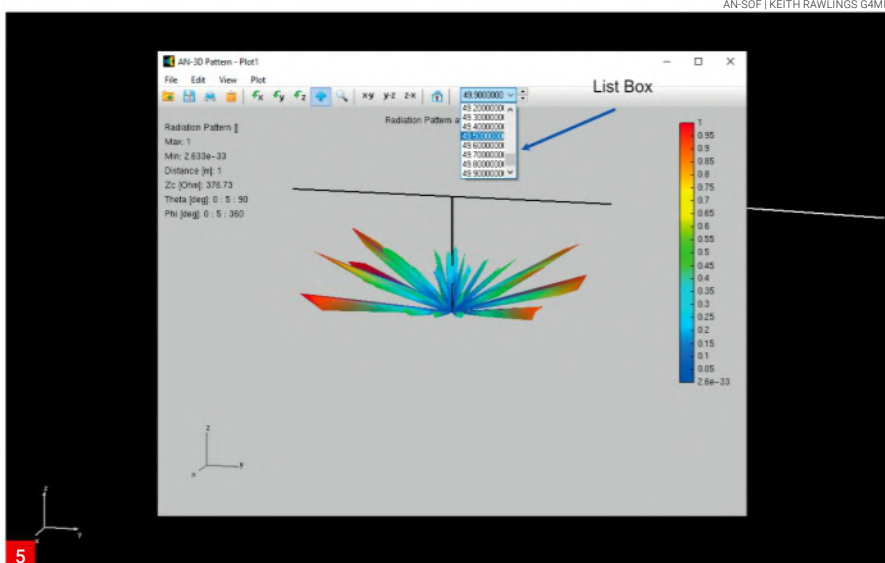 AN-SOF | KEITH RAWLINGS G4MI
AN-3D Pattern - Plot1
File Edit View Plot
x-y y-z z-x 49.9000000
List Box
Radiation Pattern []
Max: 1
Min: 2.633e-33
Distance [m]: 1
Zc [Ohm]: 376.73
Theta [deg]: 0 : 5 : 90
Phi [deg]: 0 : 5 : 360
Radiation Pattern a
49.2000000
49.3000000
49.4000000
49.5000000
49.6000000
49.7000000
49.8000000
49.9000000
1
0.95
0.9
0.85
0.8
0.75
0.7
0.65
0.6
0.55
0.5
0.45
0.4
0.35
0.3
0.25
0.2
0.15
0.1
0.05
2.6e-33
z
x
y
z
x
y
5